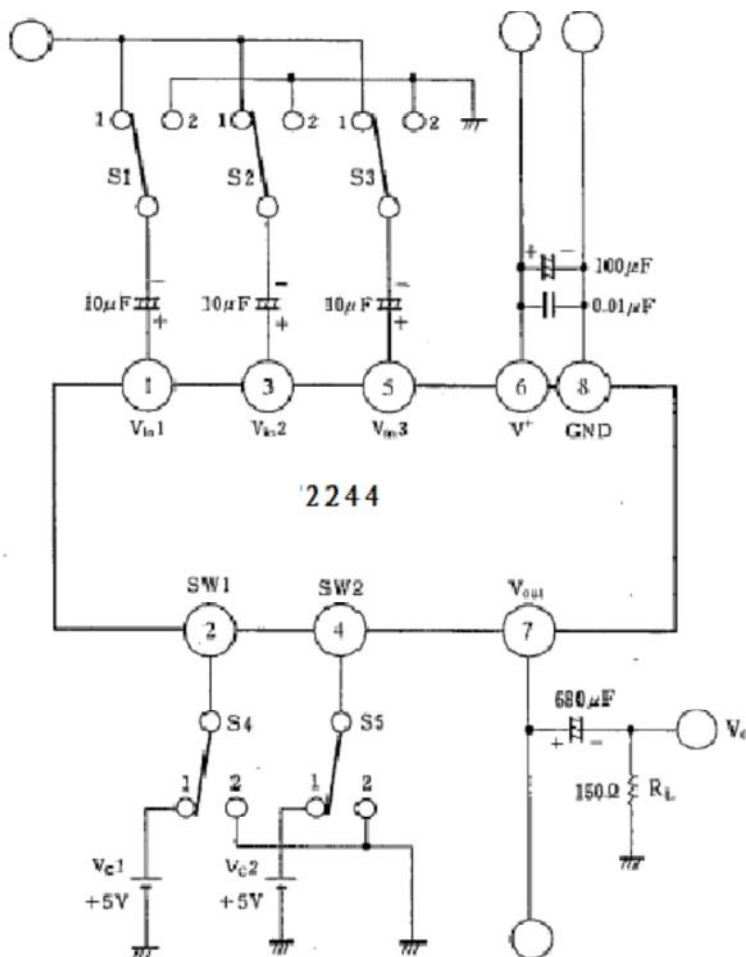 1 2 1 2 1 2
S1 S2 S3
+ − 100μF
0.01μF
− − −
10μF 10μF 10μF
+ + +
1 3 5 6 8
Vin1 Vin2 Vin3 V+ GND
2244
SW1 SW2 Vout
2 4 7
680μF
S4 S5
+ −
1 2 1 2
150Ω RL
VC1 VC2
+5V +5V